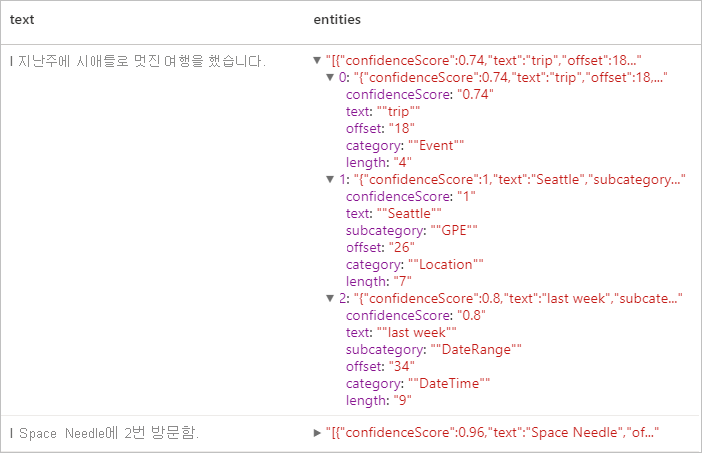 text entities
I 지난주에 시애틀로 멋진 여행을 했습니다.
▼ "[{"confidenceScore":0.74,"text":"trip","offset":18...
▼ 0: "{"confidenceScore":0.74,"text":"trip","offset":18,...
confidenceScore: "0.74"
text: ""trip""
offset: "18"
category: ""Event""
length: "4"
▼ 1: "{"confidenceScore":1,"text":"Seattle","subcategory..."
confidenceScore: "1"
text: ""Seattle""
subcategory: ""GPE""
offset: "26"
category: ""Location""
length: "7"
▼ 2: "{"confidenceScore":0.8,"text":"last week","subcate..."
confidenceScore: "0.8"
text: ""last week""
subcategory: ""DateRange""
offset: "34"
category: ""DateTime""
length: "9"
I Space Needle에 2번 방문함.
▶ "[{"confidenceScore":0.96,"text":"Space Needle","of..."